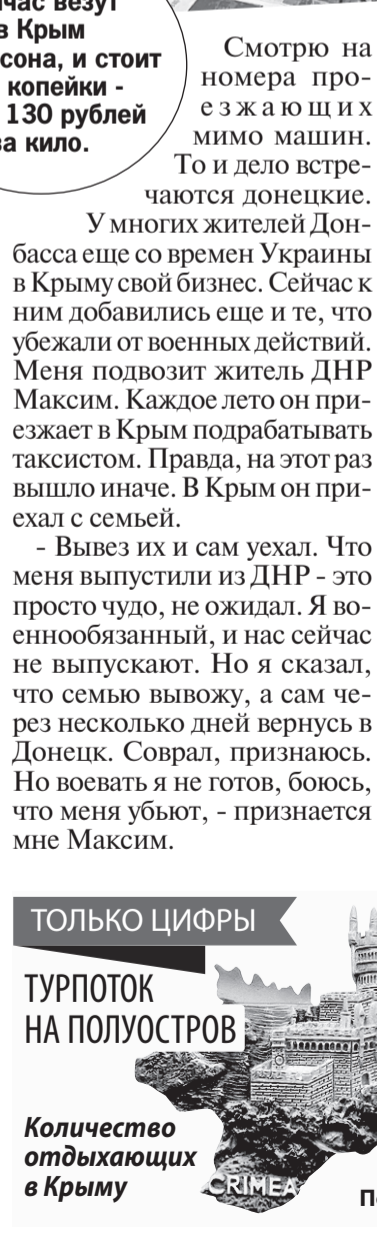 везут
в Крым
и стоит
копейки -
130 рублей
кило.
Смотрю на
номера про-
езжающих
мимо машин.
То и дело встре-
чаются донецкие.
У многих жителей Дон-
басса еще со времен Украины
в Крыму свой бизнес. Сейчас к
ним добавились еще и те, что
убежали от военных действий.
Меня подвозит житель ДНР
Максим. Каждое лето он при-
езжает в Крым подрабатывать
таксистом. Правда, на этот раз
вышло иначе. В Крым он при-
ехал с семьей.
- Вывез их и сам уехал. Что
меня выпустили из ДНР - это
просто чудо, не ожидал. Я во-
еннообязанный, и нас сейчас
не выпускают. Но я сказал,
что семью вывожу, а сам че-
рез несколько дней вернусь в
Донецк. Соврал, признаюсь.
Но воевать я не готов, боюсь,
что меня убьют, - признается
мне Максим.
ТОЛЬКО ЦИФРЫ
ТУРПОТОК
НА ПОЛУОСТРОВ
Количество
отдыхающих
в Крыму
CRIMEA